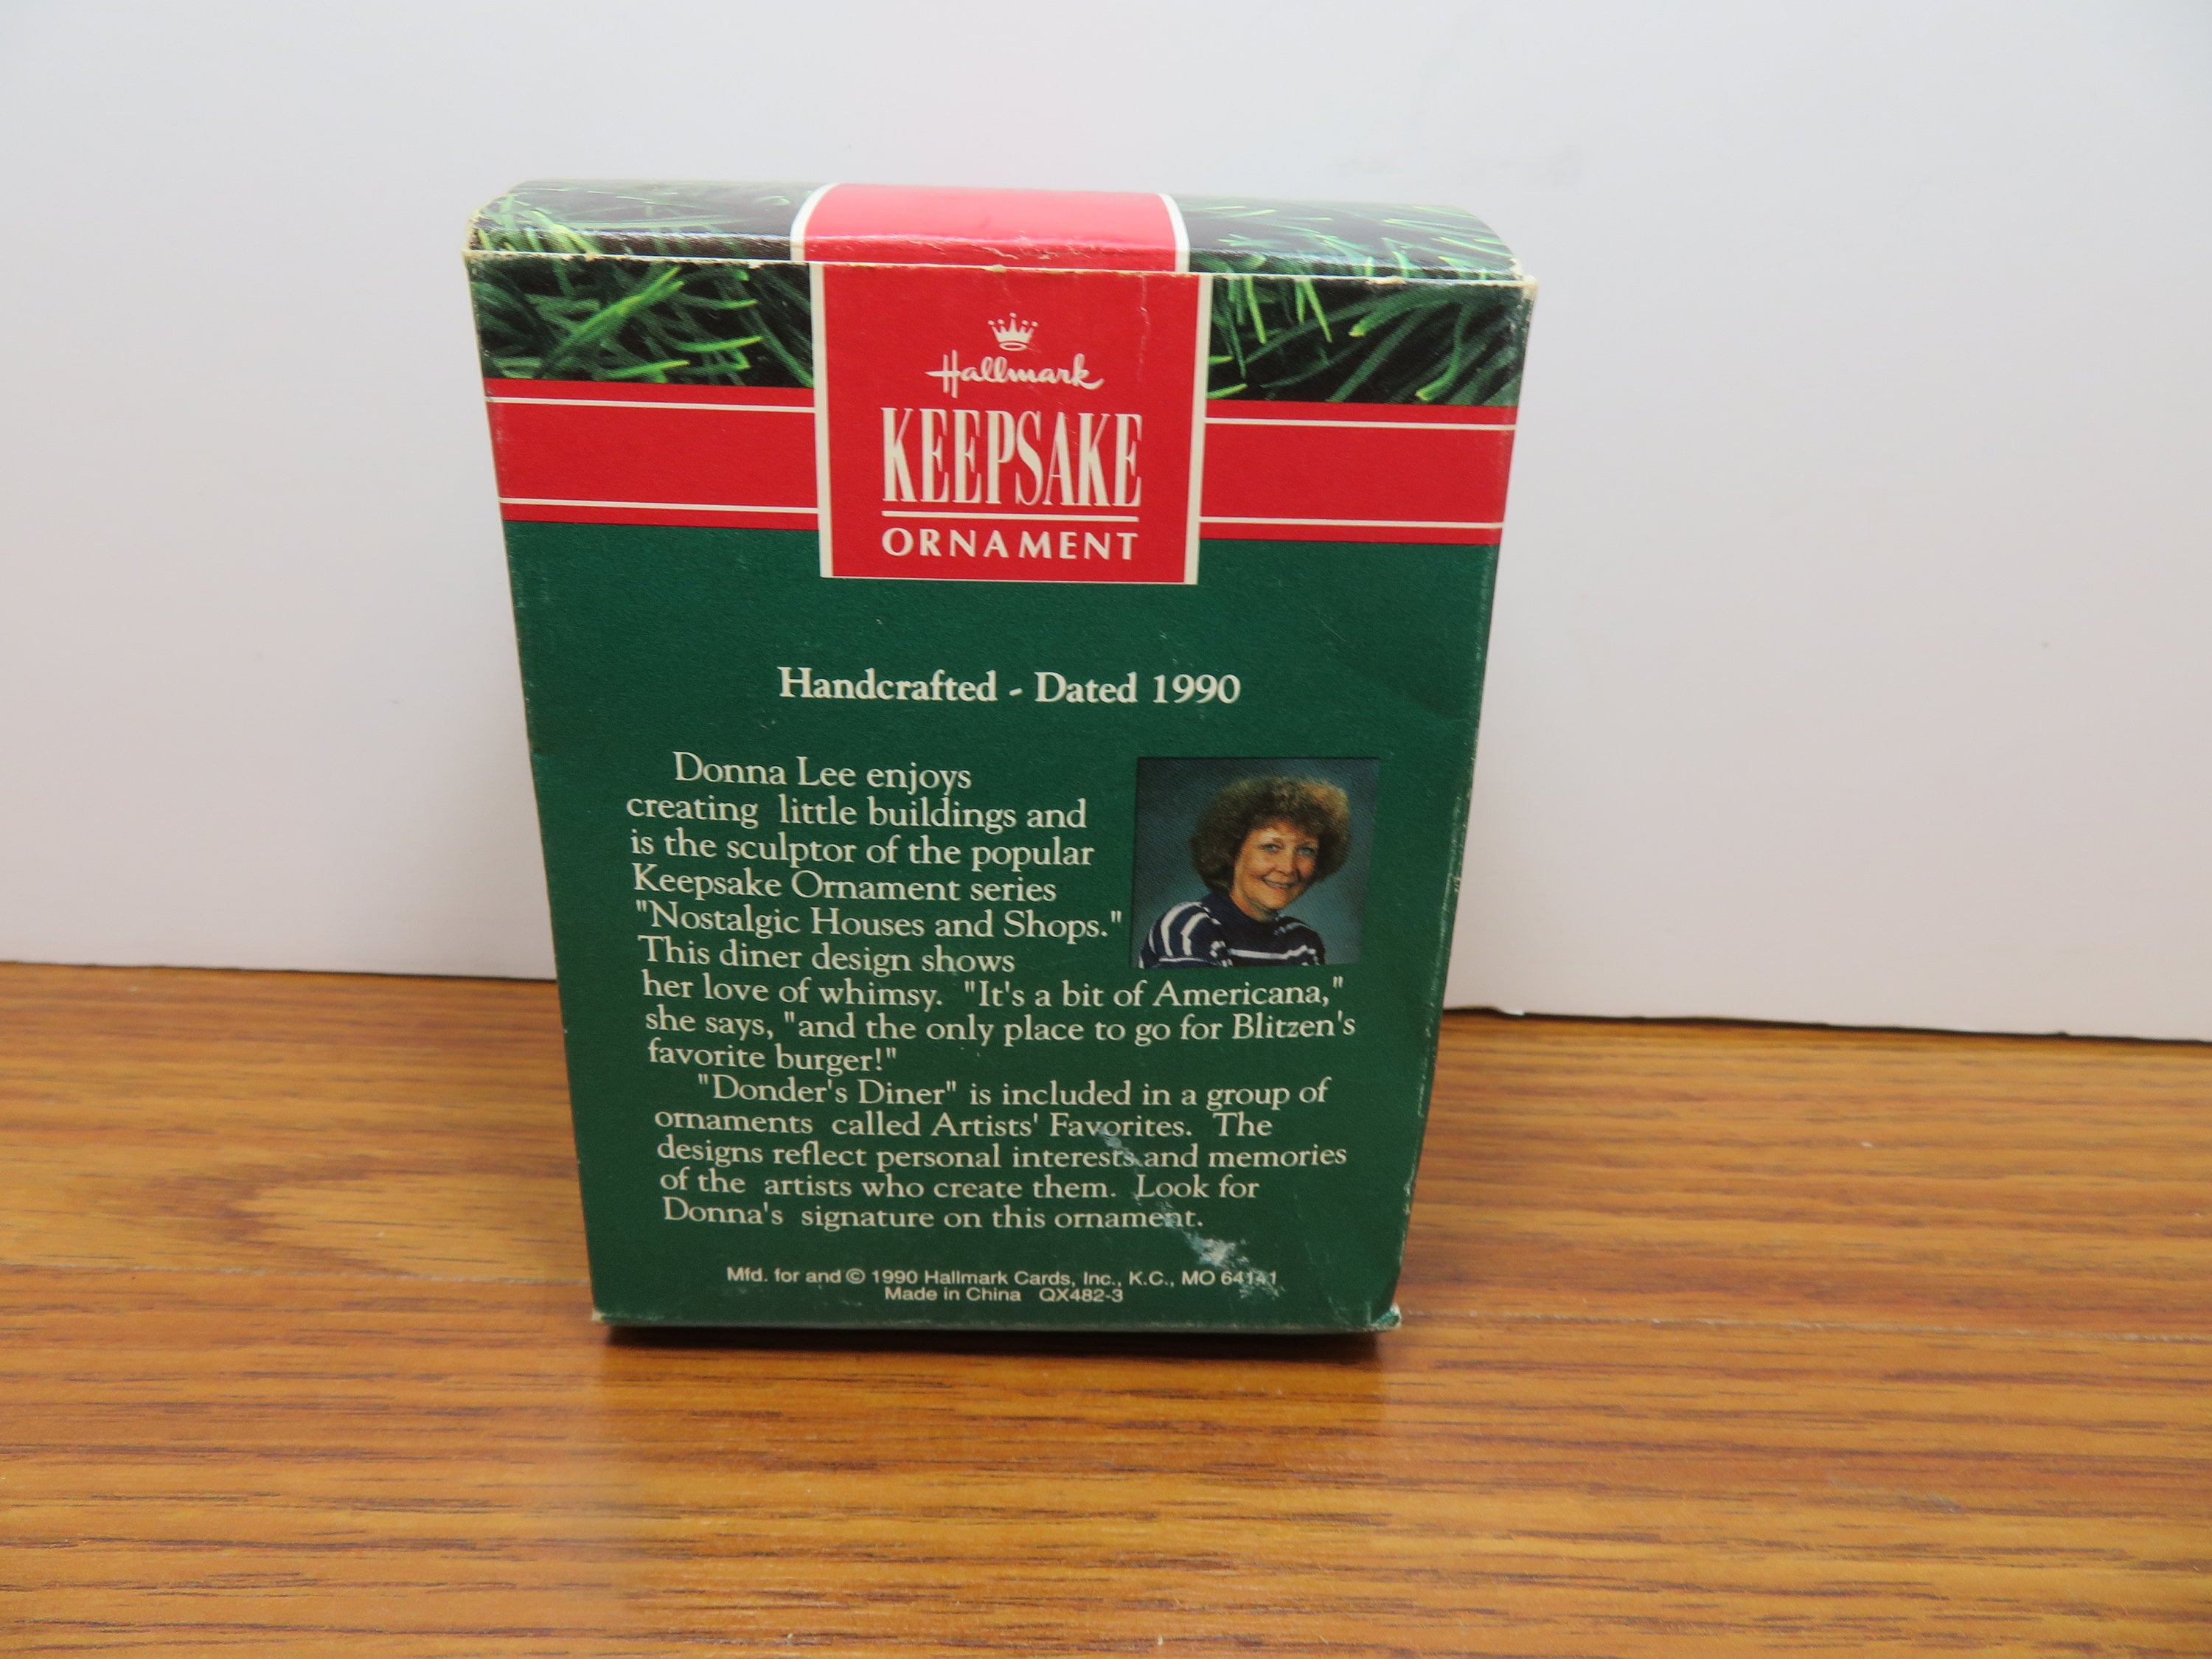 Hallmark
KEEPSAKE
ORNAMENT
Handcrafted - Dated 1990
Donna Lee enjoys
creating little buildings and
is the sculptor of the popular
Keepsake Ornament series
"Nostalgic Houses and Shops."
This diner design shows
her love of whimsy. "It's a bit of Americana,"
she says, "and the only place to go for Blitzen's
favorite burger!"
"Donder's Diner" is included in a group of
ornaments called Artists' Favorites. The
designs reflect personal interests and memories
of the artists who create them. Look for
Donna's signature on this ornament.
Mfd. for and © 1990 Hallmark Cards, Inc., K.C., MO 64141
Made in China QX482-3